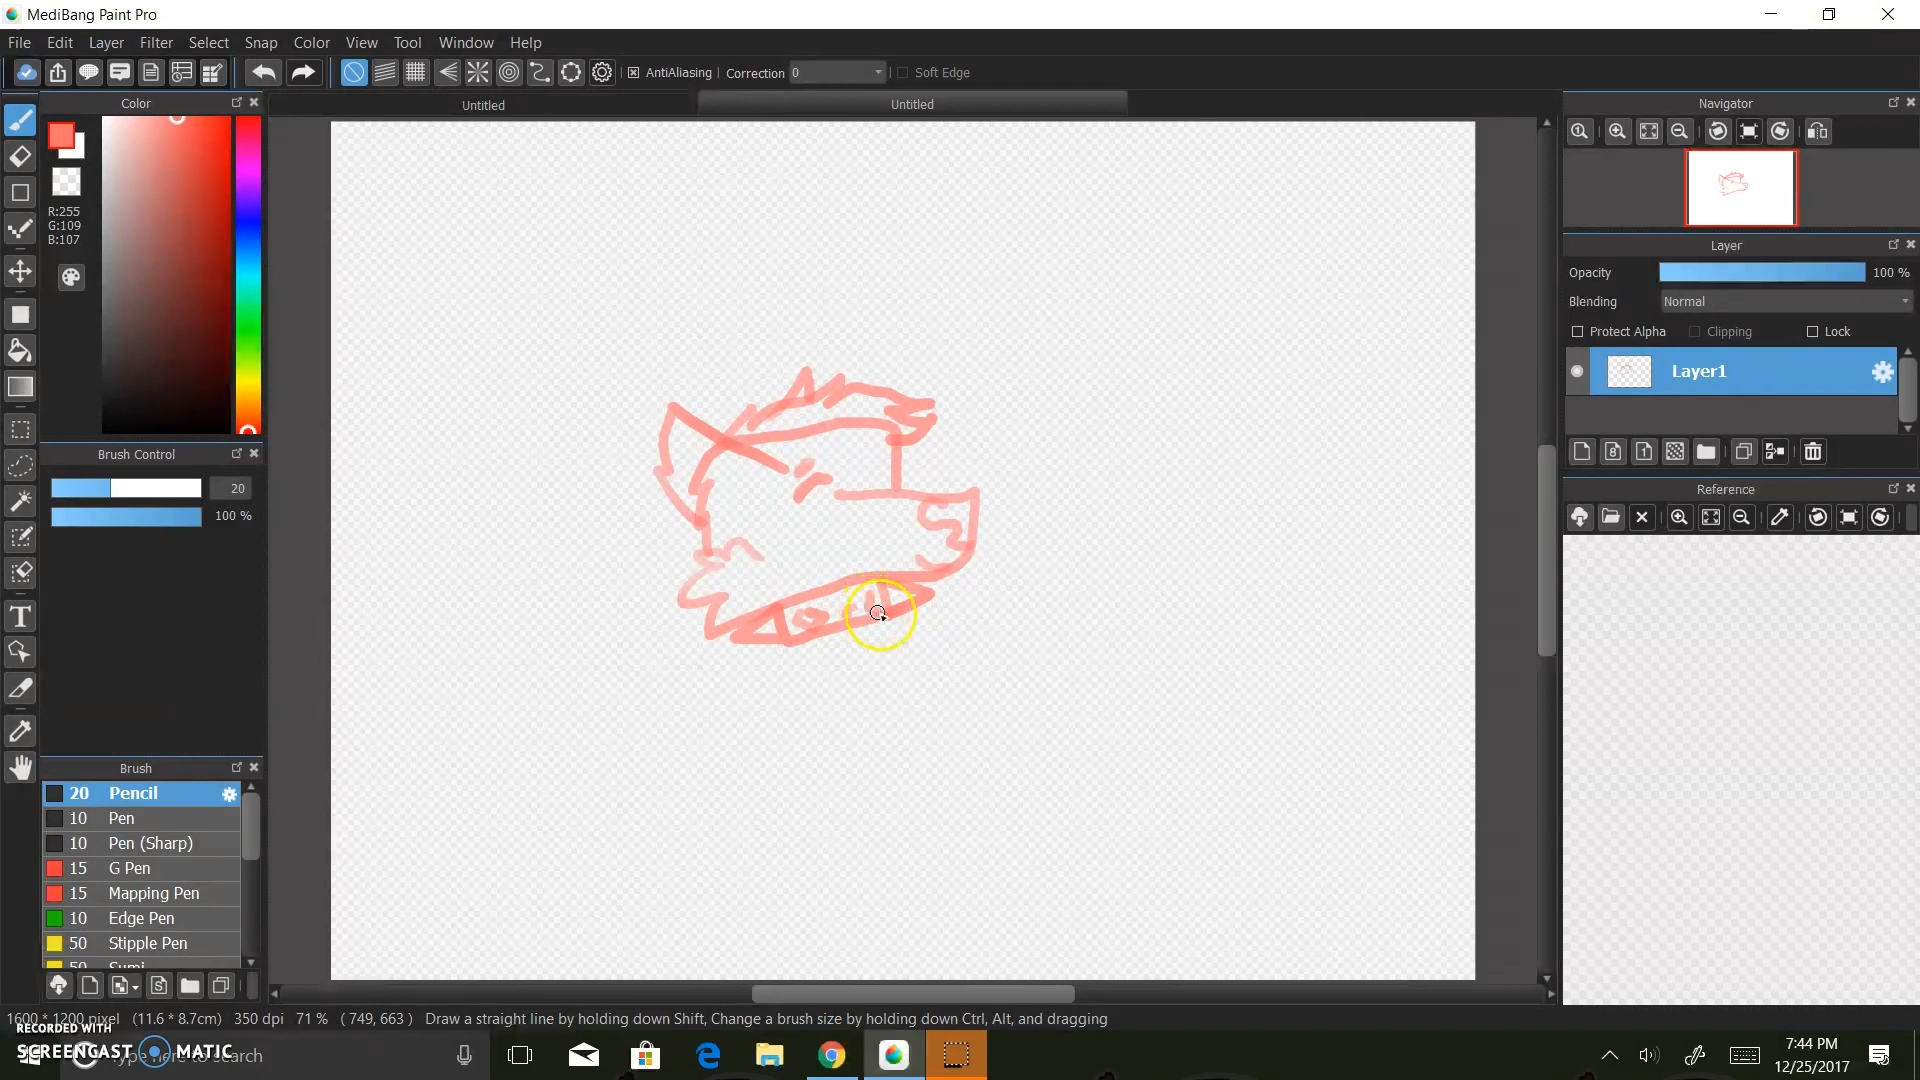 MediBang Paint Pro
File Edit Layer Filter Select Snap Color View Tool Window Help
AntiAliasing Correction 0 Soft Edge
Color
Untitled Untitled
Navigator
R:255
G:109
B:107
Layer
Opacity 100 %
Blending Normal
Protect Alpha Clipping Lock
Layer1
Brush Control
20
100 %
Reference
Brush
20 Pencil
10 Pen
10 Pen (Sharp)
15 G Pen
15 Mapping Pen
10 Edge Pen
50 Stipple Pen
50 Sumi
1600 * 1200 pixel (11.6 * 8.7cm) 350 dpi 71 % ( 749, 663 ) Draw a straight line by holding down Shift, Change a brush size by holding down Ctrl, Alt, and dragging
RECORDED WITH
SCREENCAST MATIC
Type here to search
7:44 PM
12/25/2017